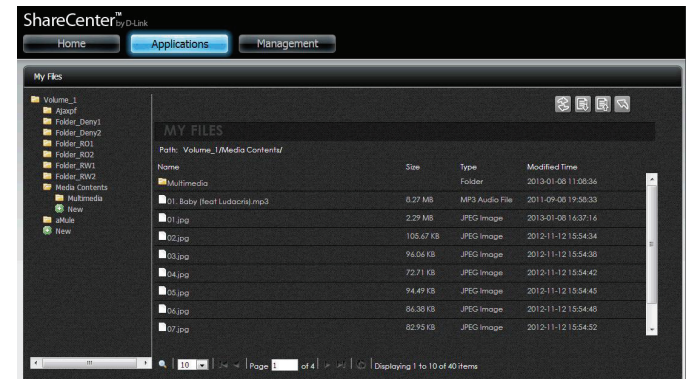 ShareCenter™ by D-Link
Home Applications Management
My Files
Volume_1
Ajaxpf
Folder_Deny1
Folder_Deny2
Folder_RO1
Folder_RO2
Folder_RW1
Folder_RW2
Media Contents
Multimedia
New
aMule
New
MY FILES
Path: Volume_1/Media Contents/
Name Size Type Modified Time
Multimedia Folder 2013-01-08 11:08:36
01. Baby (feat Ludacris).mp3 8.27 MB MP3 Audio File 2011-09-08 19:58:33
01.jpg 2.29 MB JPEG Image 2013-01-08 16:37:16
02.jpg 105.67 KB JPEG Image 2012-11-12 15:54:34
03.jpg 96.06 KB JPEG Image 2012-11-12 15:54:38
04.jpg 72.71 KB JPEG Image 2012-11-12 15:54:42
05.jpg 94.49 KB JPEG Image 2012-11-12 15:54:45
06.jpg 86.38 KB JPEG Image 2012-11-12 15:54:48
07.jpg 82.95 KB JPEG Image 2012-11-12 15:54:52
10 Page 1 of 4 Displaying 1 to 10 of 40 items